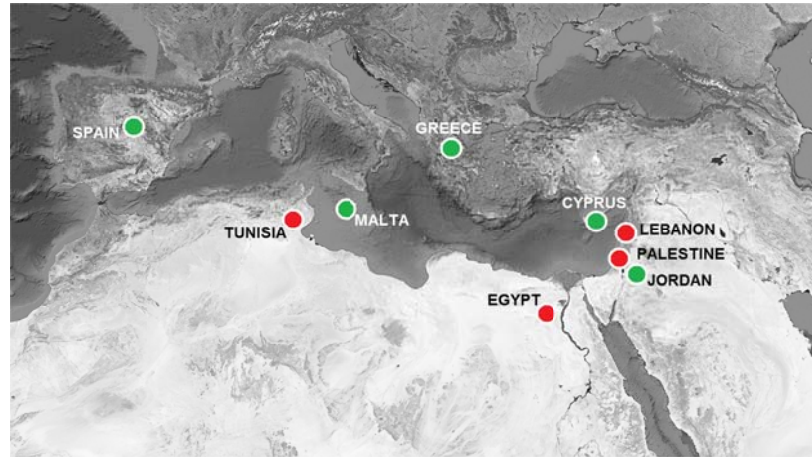 SPAIN
GREECE
CYPRUS
TUNISIA
MALTA
LEBANON
PALESTINE
JORDAN
EGYPT